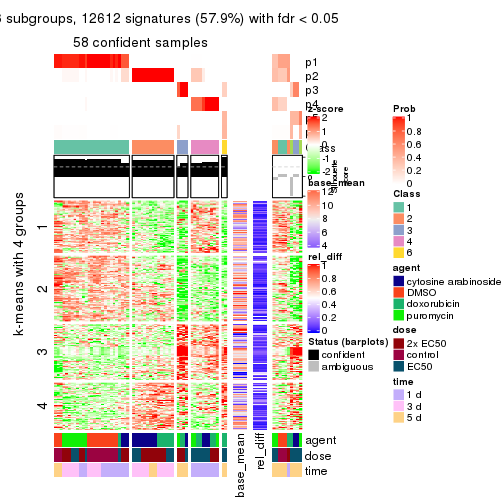 subgroups, 12612 signatures (57.9%) with fdr < 0.05
58 confident samples
p1
p2
p3
p4
z-score
2
1
0
-1
-2
base_mean
12
10
8
6
4
rel_diff
1
0.8
0.6
0.4
0.2
0
Status (barplots)
confident
ambiguous
Prob
1
0.8
0.6
0.4
0.2
0
Class
1
2
3
4
6
agent
cytosine arabinoside
DMSO
doxorubicin
puromycin
dose
2x EC50
control
EC50
time
1 d
3 d
5 d
k-means with 4 groups
1
2
3
4
agent
dose
time
base_mean
rel_diff